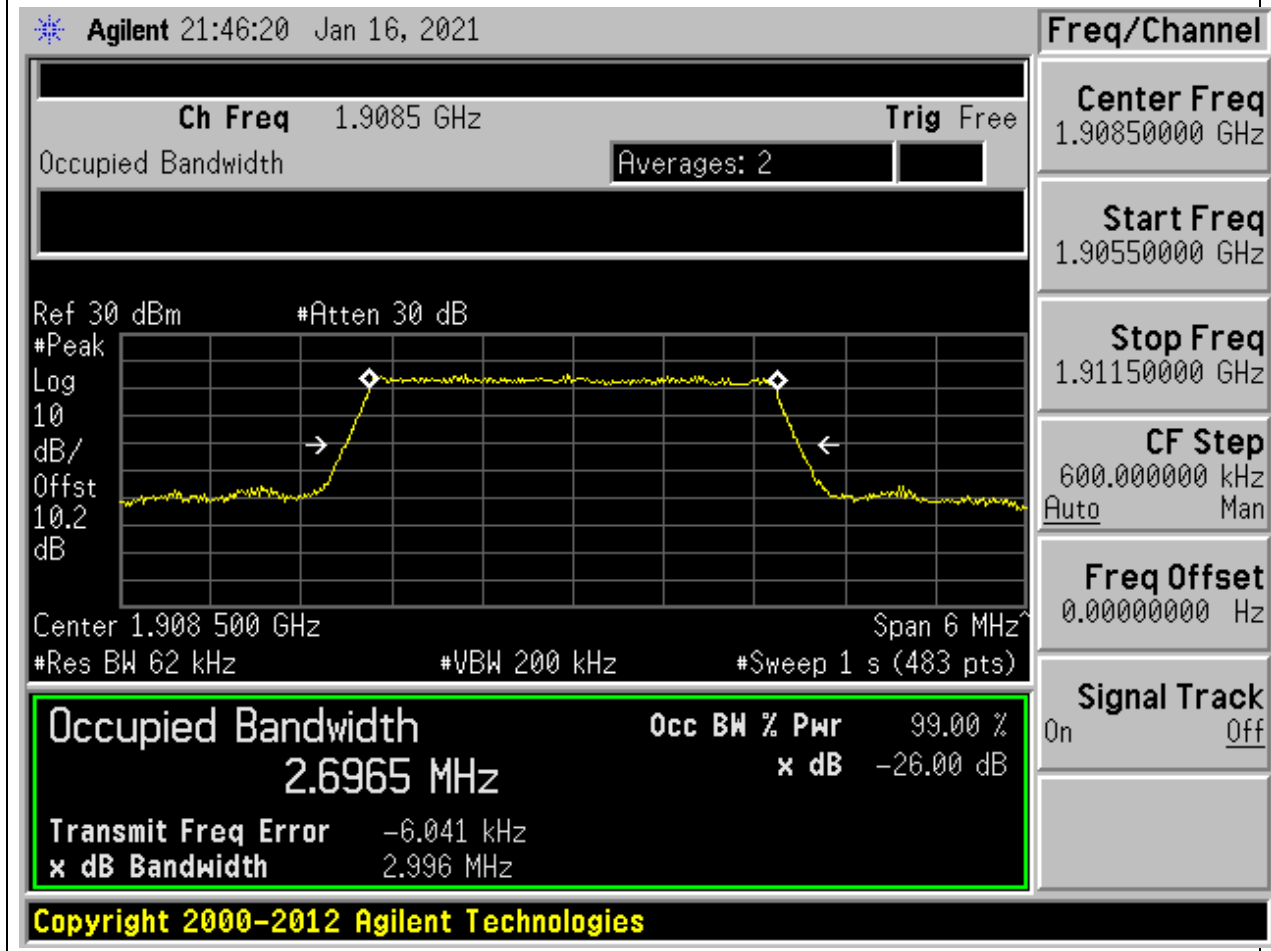 Agilent 21:46:20 Jan 16, 2021
Freq/Channel
Ch Freq 1.9085 GHz Trig Free
Occupied Bandwidth Averages: 2
Ref 30 dBm #Atten 30 dB
#Peak
Log
10
dB/
Offst
10.2
dB
Center 1.908 500 GHz Span 6 MHz^
#Res BW 62 kHz #VBW 200 kHz #Sweep 1 s (483 pts)
Occupied Bandwidth Occ BW % Pwr 99.00 %
2.6965 MHz x dB -26.00 dB
Transmit Freq Error -6.041 kHz
x dB Bandwidth 2.996 MHz
Copyright 2000-2012 Agilent Technologies
Center Freq
1.90850000 GHz
Start Freq
1.90550000 GHz
Stop Freq
1.91150000 GHz
CF Step
600.000000 kHz
Auto Man
Freq Offset
0.00000000 Hz
Signal Track
On Off